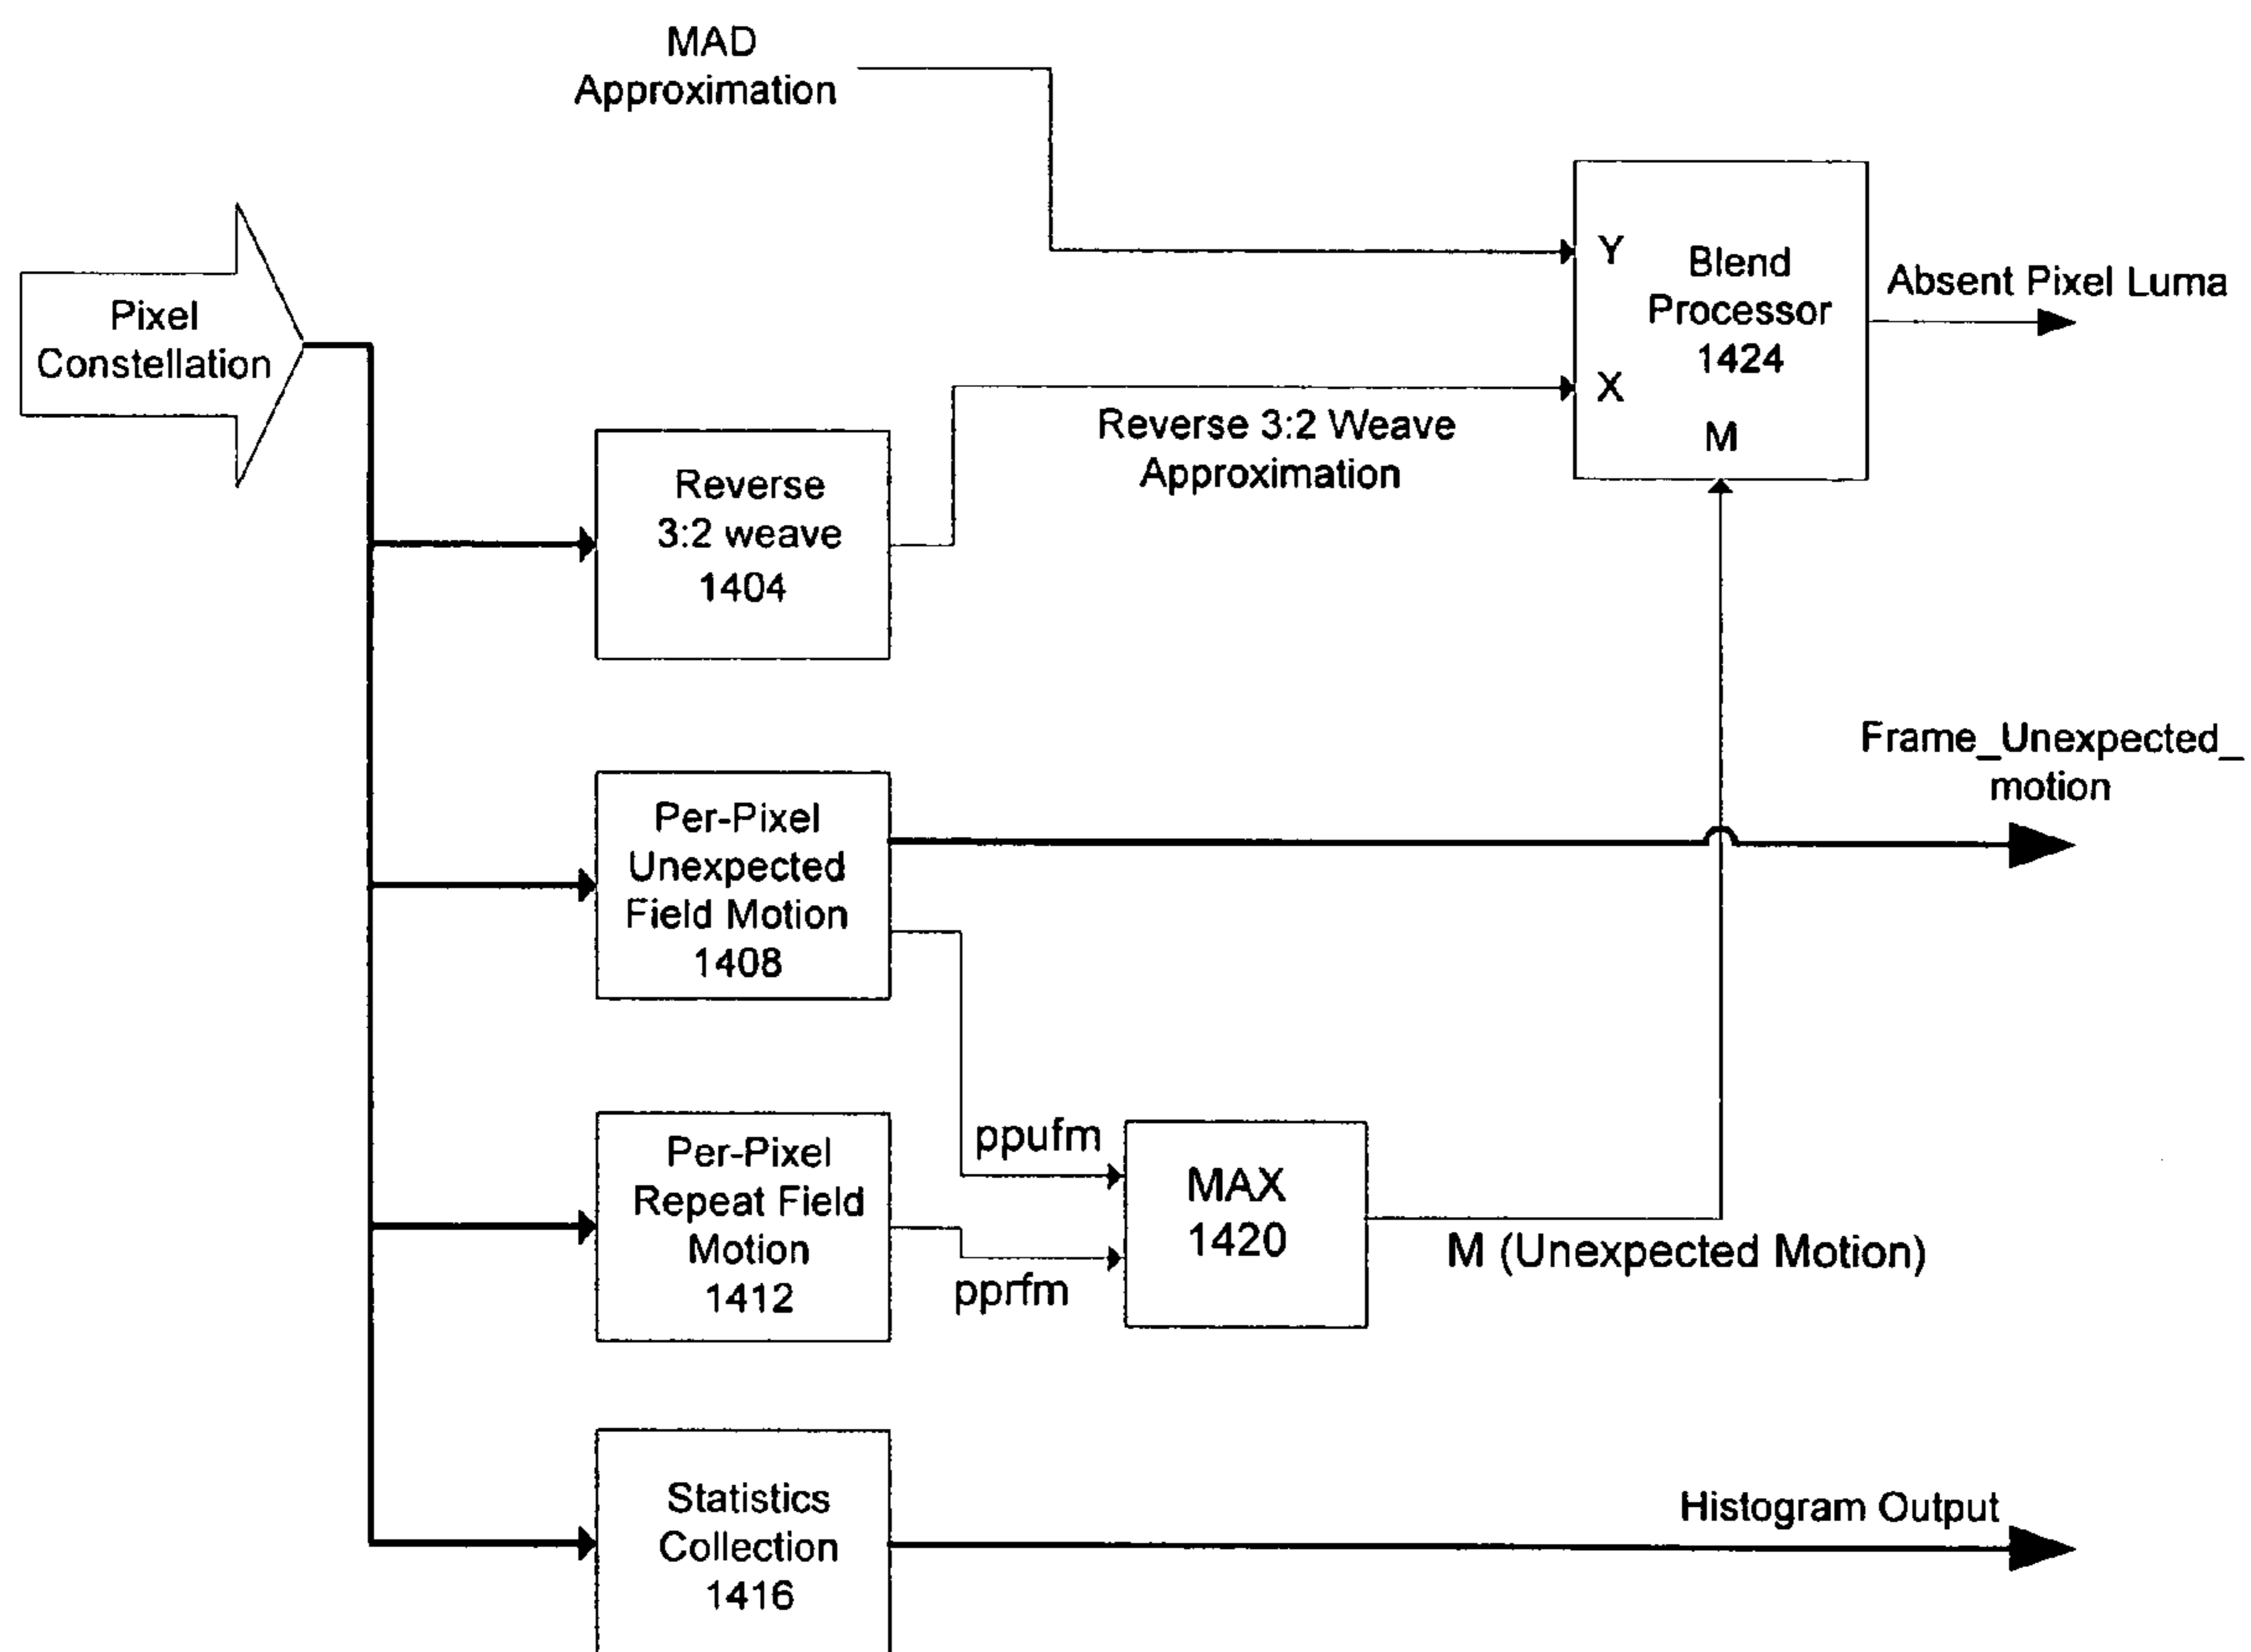 MAD
Approximation
Pixel
Constellation
Y
Blend
Processor
1424
X
M
Absent Pixel Luma
Reverse 3:2 Weave
Approximation
Reverse
3:2 weave
1404
Frame_Unexpected_
motion
Per-Pixel
Unexpected
Field Motion
1408
ppufm
Per-Pixel
Repeat Field
Motion
1412
pprfm
MAX
1420
M (Unexpected Motion)
Statistics
Collection
1416
Histogram Output